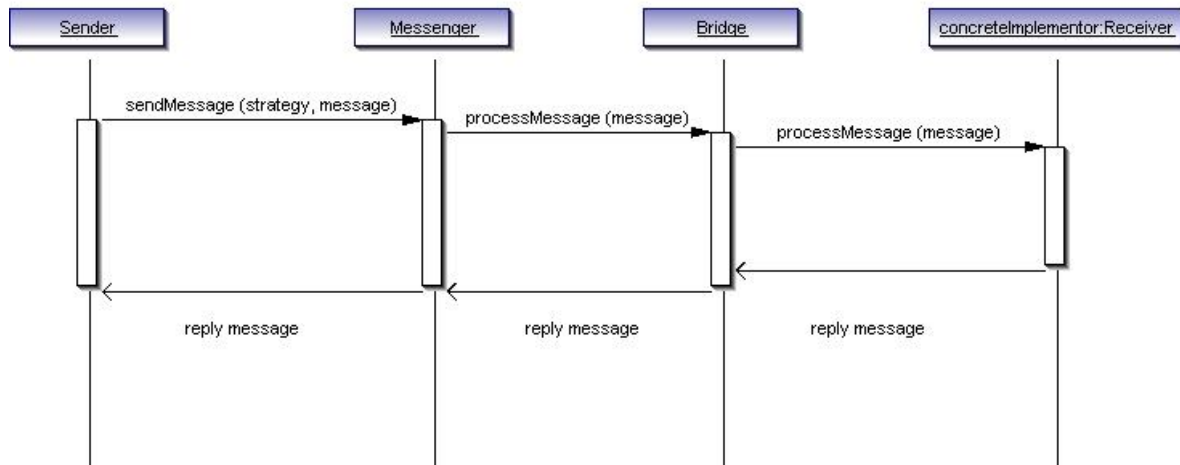 Sender
Messenger
Bridge
concreteImplementor:Receiver
sendMessage (strategy, message)
processMessage (message)
processMessage (message)
reply message
reply message
reply message